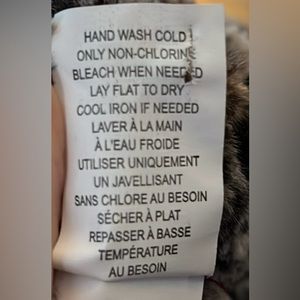 HAND WASH COLD
ONLY NON-CHLORINE
BLEACH WHEN NEEDED
LAY FLAT TO DRY
COOL IRON IF NEEDED
LAVER À LA MAIN
À L'EAU FROIDE
UTILISER UNIQUEMENT
UN JAVELLISANT
SANS CHLORE AU BESOIN
SÉCHER À PLAT
REPASSER À BASSE
TEMPÉRATURE
AU BESOIN